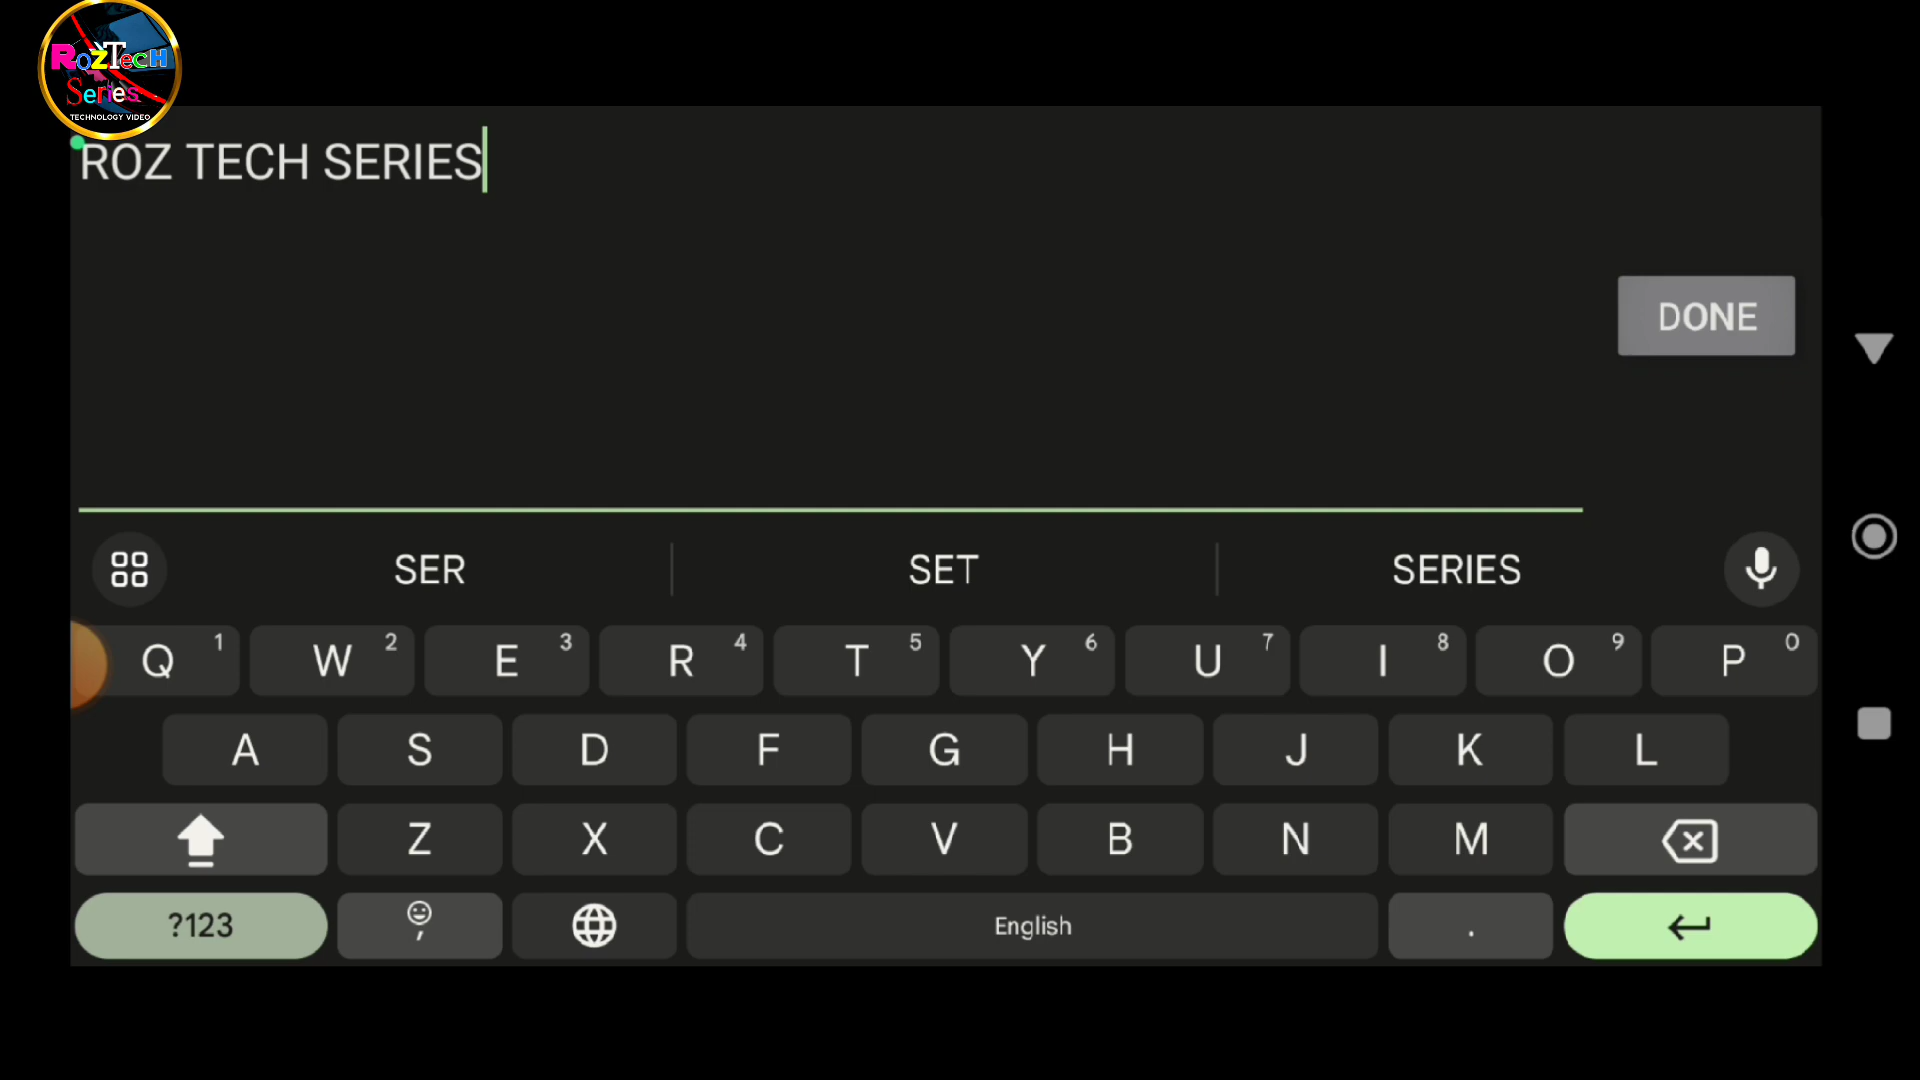 RozTecH
Series
TECHNOLOGY VIDEO
ROZ TECH SERIES
DONE
SER SET SERIES
Q 1 W 2 E 3 R 4 T 5 Y 6 U 7 I 8 O 9 P 0
A S D F G H J K L
Z X C V B N M
?123 , English .